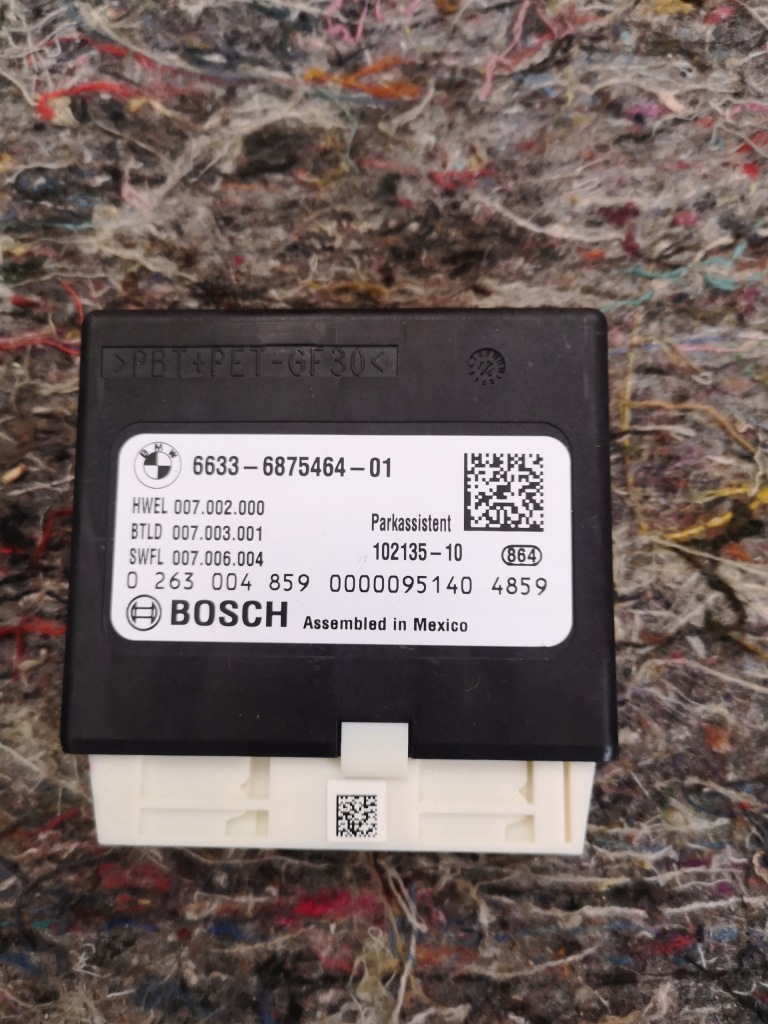 >PBT+PET-GF30<
BMW
6633-6875464-01
HWEL 007.002.000
BTLD 007.003.001
SWFL 007.006.004
Parkassistent
102135-10
864
0 263 004 859 0000095140 4859
BOSCH Assembled in Mexico